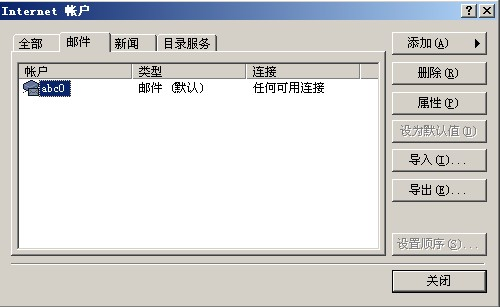 Internet 帐户
全部 邮件 新闻 目录服务
帐户 类型 连接
abc0 邮件 (默认) 任何可用连接
添加(A)
删除(R)
属性(P)
设为默认值(D)
导入(I)...
导出(E)...
设置顺序(S)...
关闭